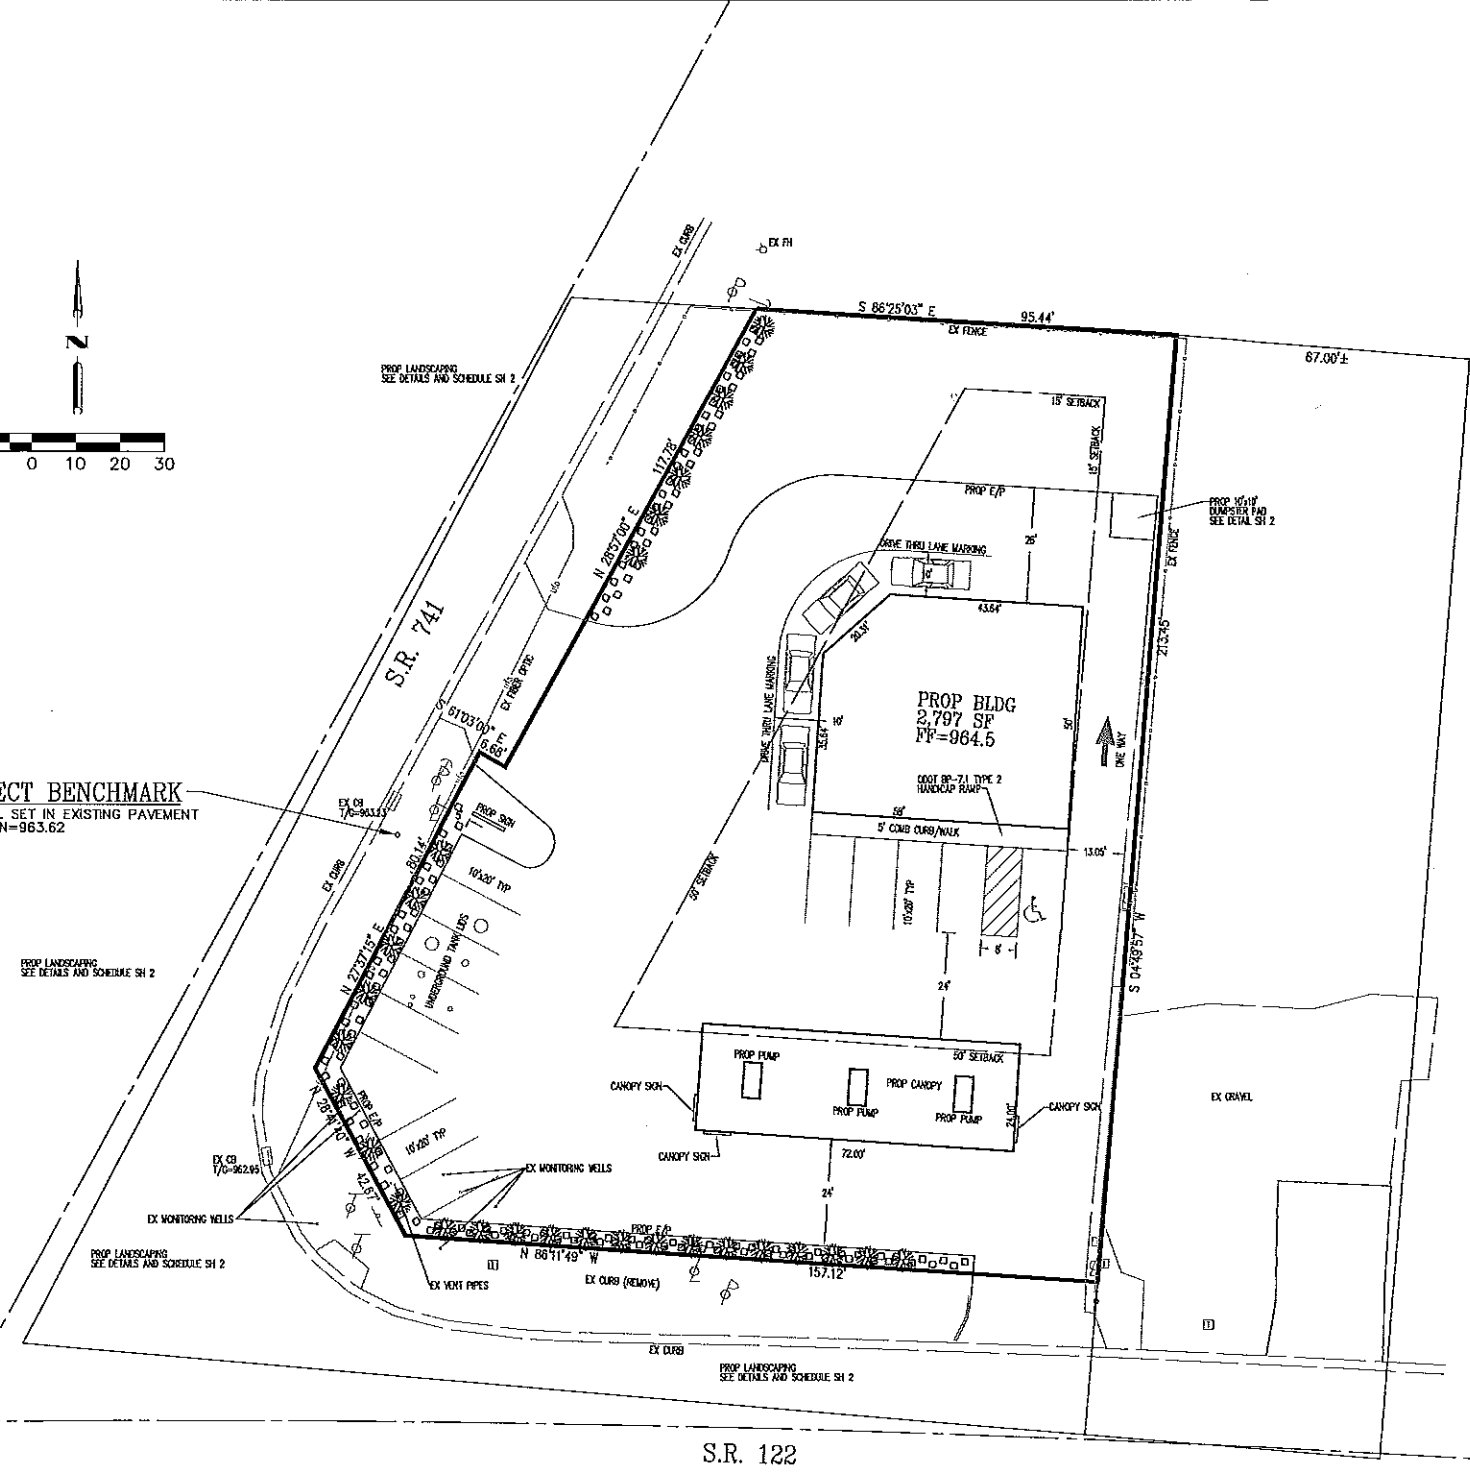 EX FH
EX CURB
S 86°25'03" E
95.44'
EX FENCE
67.00'±
N
0 10 20 30
PROP LANDSCAPING
SEE DETAILS AND SCHEDULE SH 2
15' SETBACK
15' SETBACK
117.78'
N 28°57'00" E
PROP E/P
PROP 10'x10'
DUMPSTER PAD
SEE DETAIL SH 2
26'
DRIVE THRU LANE MARKING
EX FENCE
43.64'
20.31'
213.45'
S.R. 741
EX FIBER OPTIC
S 61°03'00" E
6.68'
DRIVE THRU LANE MARKING
10'
35.64'
PROP BLDG
2,797 SF
FF=964.5
50'
ONE WAY
ODOT BP-7.1 TYPE 2
HANDICAP RAMP
58'
5' COMB CURB/WALK
13.05'
ECT BENCHMARK
SET IN EXISTING PAVEMENT
N=963.62
EX CB
T/G=963.23
PROP SIGN
80.14'
EX CURB
10'x20' TYP
50' SETBACK
10'x20' TYP
UNDERGROUND TANK LIDS
N 27°37'15" E
8'
24'
S 04°49'57" W
PROP LANDSCAPING
SEE DETAILS AND SCHEDULE SH 2
PROP PUMP
50' SETBACK
PROP CANOPY
CANOPY SIGN
PROP PUMP
PROP PUMP
24.00'
CANOPY SIGN
EX GRAVEL
PROP E/P
N 28°41'40" W
10'x20' TYP
72.00'
CANOPY SIGN
EX CB
T/G=962.95
EX MONITORING WELLS
42.67'
24'
EX MONITORING WELLS
PROP E/P
N 86°11'49" W
157.12'
PROP LANDSCAPING
SEE DETAILS AND SCHEDULE SH 2
EX VENT PIPES
EX CURB (REMOVE)
EX CURB
PROP LANDSCAPING
SEE DETAILS AND SCHEDULE SH 2
S.R. 122